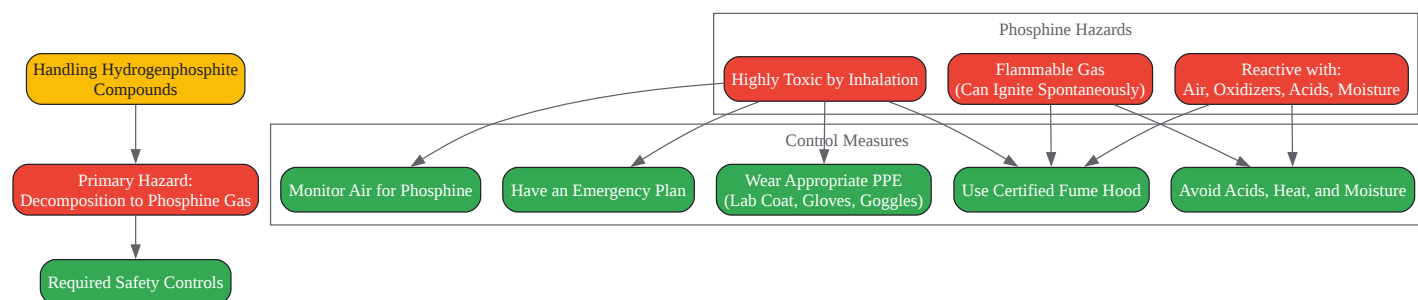 Phosphine Hazards
Handling Hydrogenphosphite
Compounds
Highly Toxic by Inhalation
Flammable Gas
(Can Ignite Spontaneously)
Reactive with:
Air, Oxidizers, Acids, Moisture
Control Measures
Primary Hazard:
Decomposition to Phosphine Gas
Monitor Air for Phosphine
Have an Emergency Plan
Wear Appropriate PPE
(Lab Coat, Gloves, Goggles)
Use Certified Fume Hood
Avoid Acids, Heat, and Moisture
Required Safety Controls